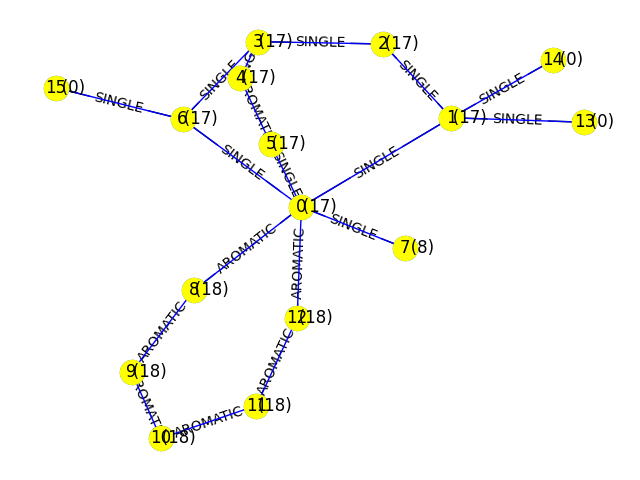 3(17)
SINGLE
2(17)
14(0)
4(17)
SINGLE
SINGLE
SINGLE
15(0)
SINGLE
6(17)
1(17)
SINGLE
13(0)
5(17)
SINGLE
SINGLE
SINGLE
0(17)
SINGLE
7(8)
AROMATIC
AROMATIC
8(18)
12(18)
AROMATIC
AROMATIC
9(18)
11(18)
AROMATIC
10(18)